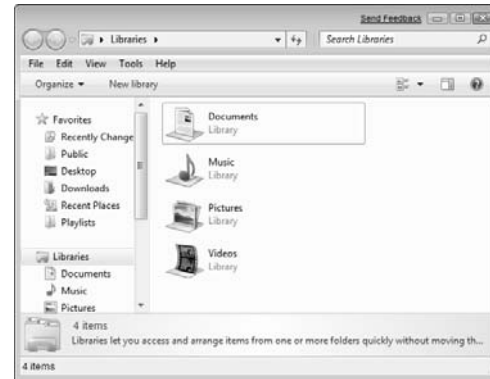 Send Feedback
Libraries
Search Libraries
File Edit View Tools Help
Organize New library
Favorites
Recently Change
Public
Desktop
Downloads
Recent Places
Playlists
Libraries
Documents
Music
Pictures
Documents
Library
Music
Library
Pictures
Library
Videos
Library
4 items
Libraries let you access and arrange items from one or more folders quickly without moving th...
4 items